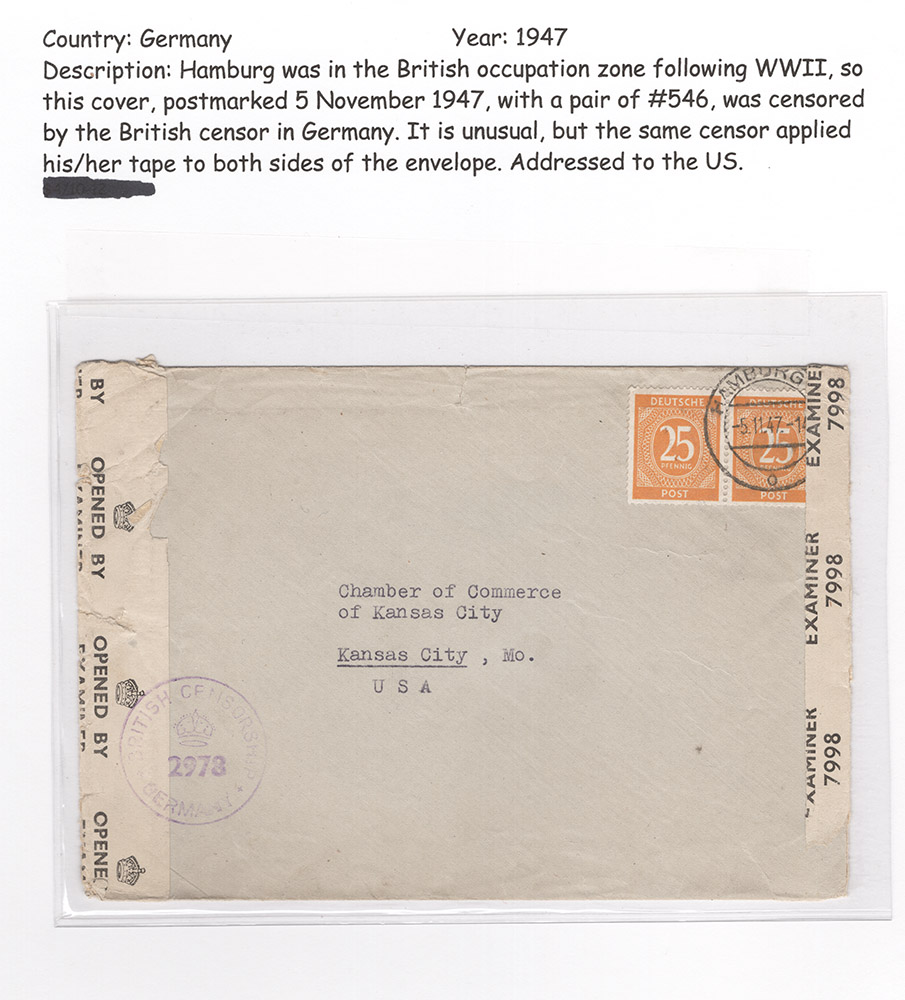 Country: Germany Year: 1947
Description: Hamburg was in the British occupation zone following WWII, so
this cover, postmarked 5 November 1947, with a pair of #546, was censored
by the British censor in Germany. It is unusual, but the same censor applied
his/her tape to both sides of the envelope. Addressed to the US.
BY
OPENED BY
OPENED BY
OPENED
DEUTSCHE
25
PFENNIG
POST
DEUTSCHE
25
PFENNIG
POST
HAMBURG
-5.11.47-1
o
EXAMINER
7998
EXAMINER
7998
EXAMINER
7998
Chamber of Commerce
of Kansas City
Kansas City , Mo.
U S A
BRITISH CENSORSHIP
2978
GERMANY